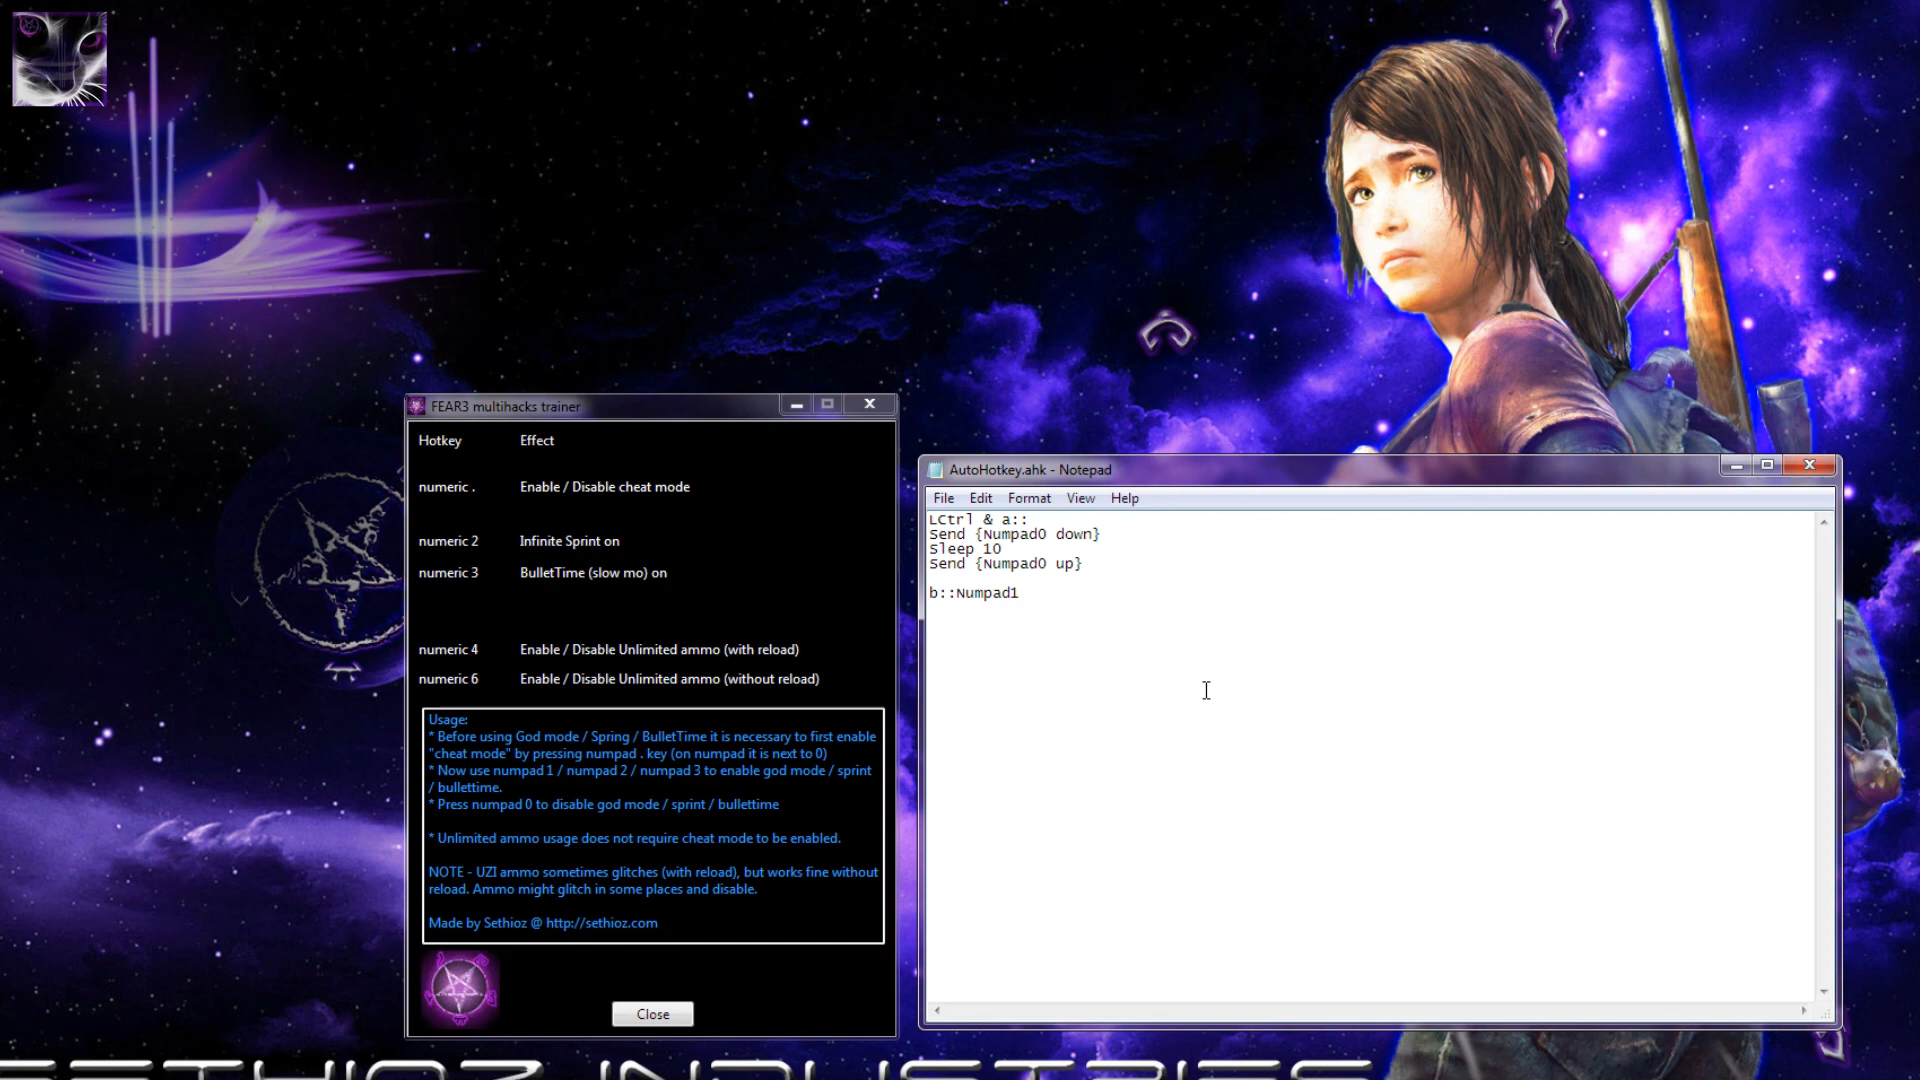 FEAR3 multihacks trainer
Hotkey Effect
numeric . Enable / Disable cheat mode
numeric 2 Infinite Sprint on
numeric 3 BulletTime (slow mo) on
numeric 4 Enable / Disable Unlimited ammo (with reload)
numeric 6 Enable / Disable Unlimited ammo (without reload)
Usage:
* Before using God mode / Spring / BulletTime it is necessary to first enable
"cheat mode" by pressing numpad . key (on numpad it is next to 0)
* Now use numpad 1 / numpad 2 / numpad 3 to enable god mode / sprint
/ bullettime.
* Press numpad 0 to disable god mode / sprint / bullettime
* Unlimited ammo usage does not require cheat mode to be enabled.
NOTE - UZI ammo sometimes glitches (with reload), but works fine without
reload. Ammo might glitch in some places and disable.
Made by Sethioz @ http://sethioz.com
Close
AutoHotkey.ahk - Notepad
File Edit Format View Help
LCtrl & a::
Send {Numpad0 down}
Sleep 10
Send {Numpad0 up}
b::Numpad1
SETHIOZ INDUSTRIES